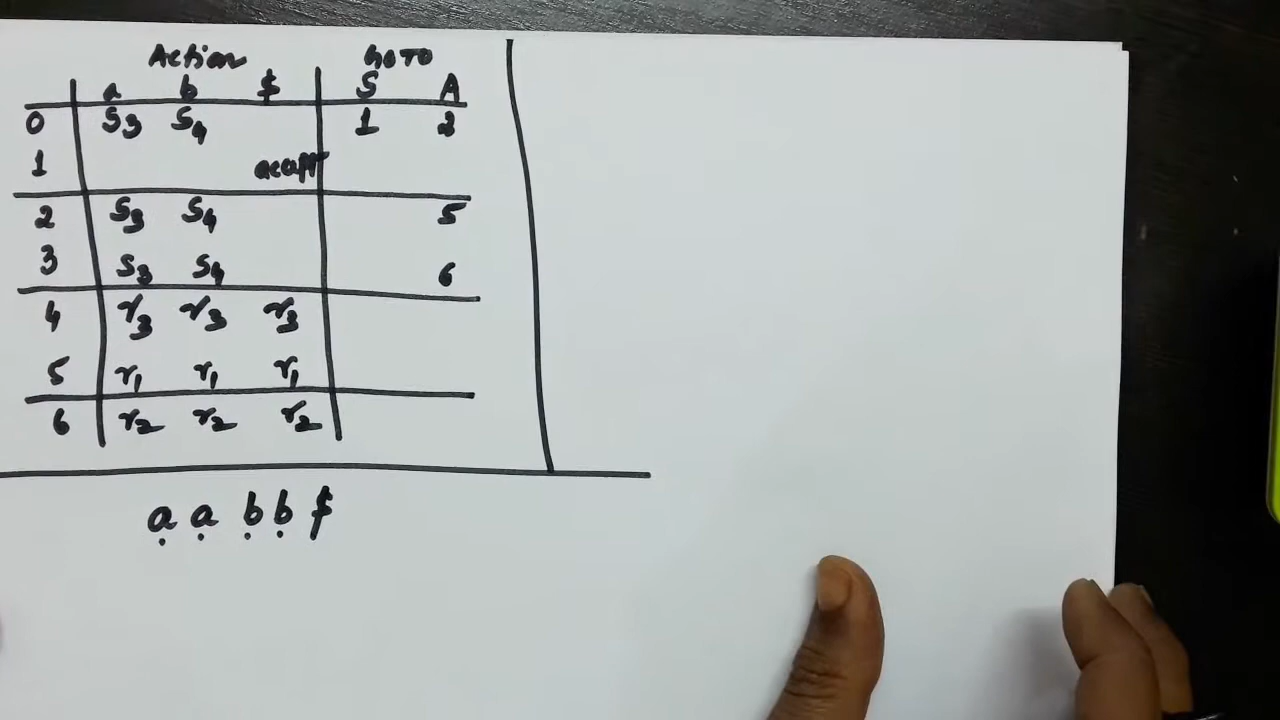 Action GOTO
a b $ S A
0 S3 S4 1 2
1 accept
2 S3 S4 5
3 S3 S4 6
4 r3 r3 r3
5 r1 r1 r1
6 r2 r2 r2
a a b b $